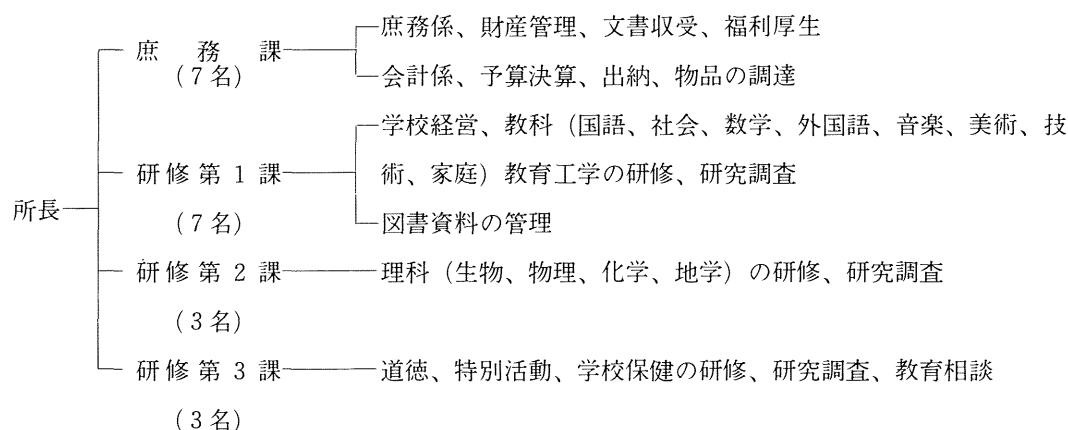 庶務課
(7名)
庶務係、財産管理、文書収受、福利厚生
会計係、予算決算、出納、物品の調達
学校経営、教科(国語、社会、数学、外国語、音楽、美術、技
研修第1課
術、家庭)教育工学の研修、研究調査
所長
(7名)
図書資料の管理
研修第2課
理科(生物、物理、化学、地学)の研修、研究調査
(3名)
研修第3課
道徳、特別活動、学校保健の研修、研究調査、教育相談
(3名)